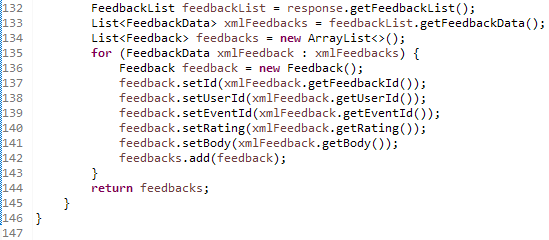 132 FeedbackList feedbackList = response.getFeedbackList();
133 List<FeedbackData> xmlFeedbacks = feedbackList.getFeedbackData();
134 List<Feedback> feedbacks = new ArrayList<>();
135 for (FeedbackData xmlFeedback : xmlFeedbacks) {
136 Feedback feedback = new Feedback();
137 feedback.setId(xmlFeedback.getFeedbackId());
138 feedback.setUserId(xmlFeedback.getUserId());
139 feedback.setEventId(xmlFeedback.getEventId());
140 feedback.setRating(xmlFeedback.getRating());
141 feedback.setBody(xmlFeedback.getBody());
142 feedbacks.add(feedback);
143 }
144 return feedbacks;
145 }
146 }
147